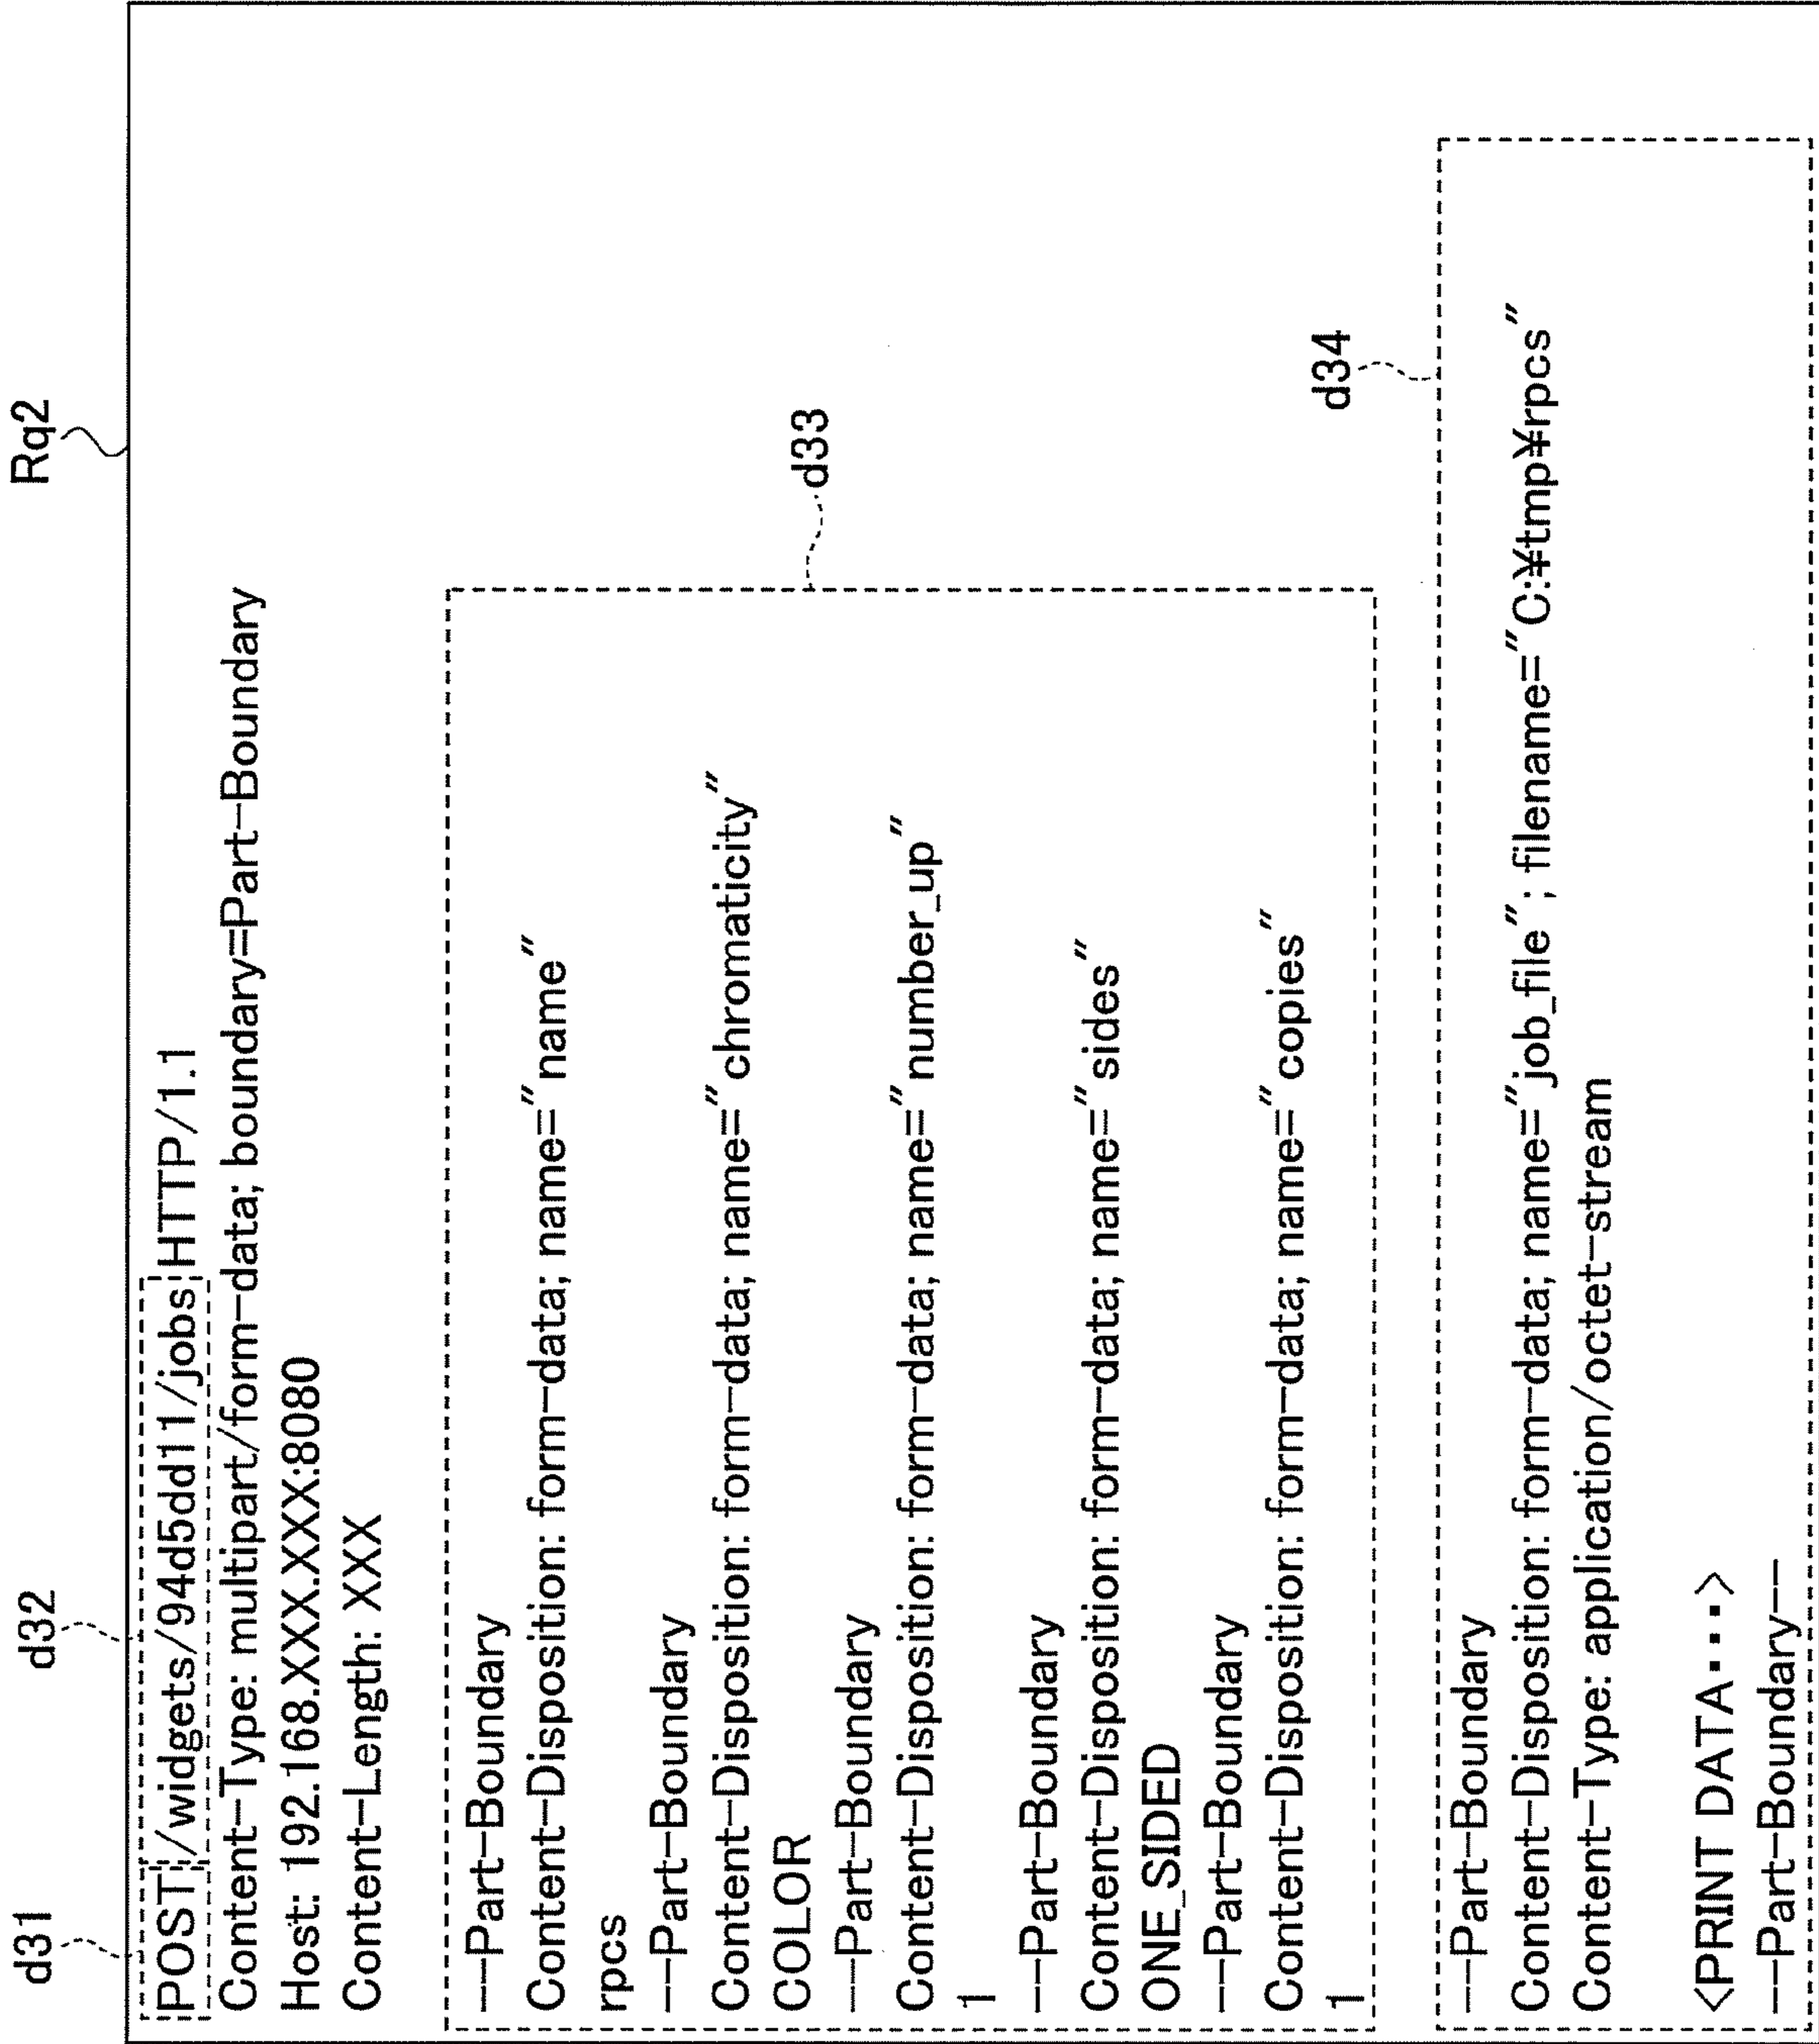 Rq2
d31
d32
POST /widgets/94d5dd11/jobs HTTP/1.1
Content-Type: multipart/form-data; boundary=Part-Boundary
Host: 192.168.XXX.XXX:8080
Content-Length: XXX
d33
--Part-Boundary
Content-Disposition: form-data; name="name"
rpcs
--Part-Boundary
Content-Disposition: form-data; name="chromaticity"
COLOR
--Part-Boundary
Content-Disposition: form-data; name="number_up"
1
--Part-Boundary
Content-Disposition: form-data; name="sides"
ONE_SIDED
--Part-Boundary
Content-Disposition: form-data; name="copies"
1
d34
--Part-Boundary
Content-Disposition: form-data; name="job_file"; filename="C:¥tmp¥rpcs"
Content-Type: application/octet-stream
<PRINT DATA・・・>
--Part-Boundary--